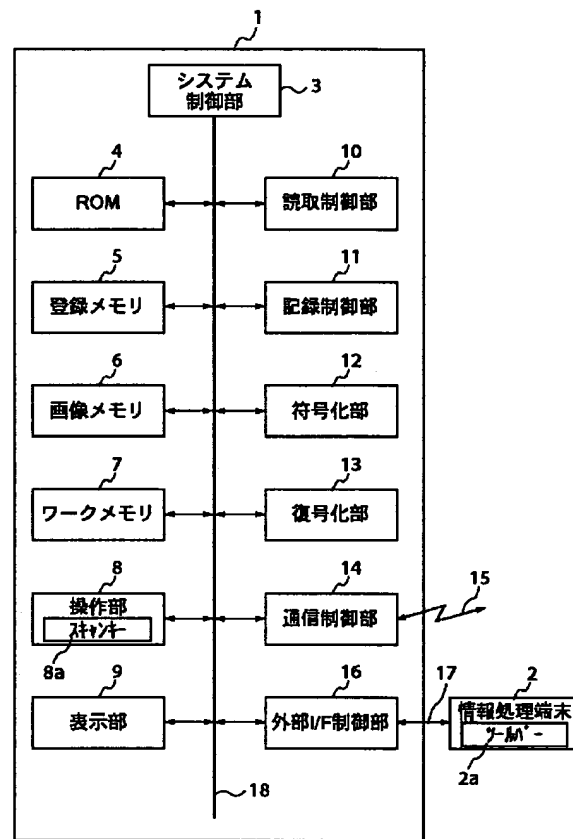 1
システム
制御部
3
4
ROM
10
読取制御部
5
登録メモリ
11
記録制御部
6
画像メモリ
12
符号化部
7
ワークメモリ
13
復号化部
8
操作部
スキャンキー
8a
14
通信制御部
15
9
表示部
16
外部I/F制御部
17
2
情報処理端末
ツールバー
2a
18